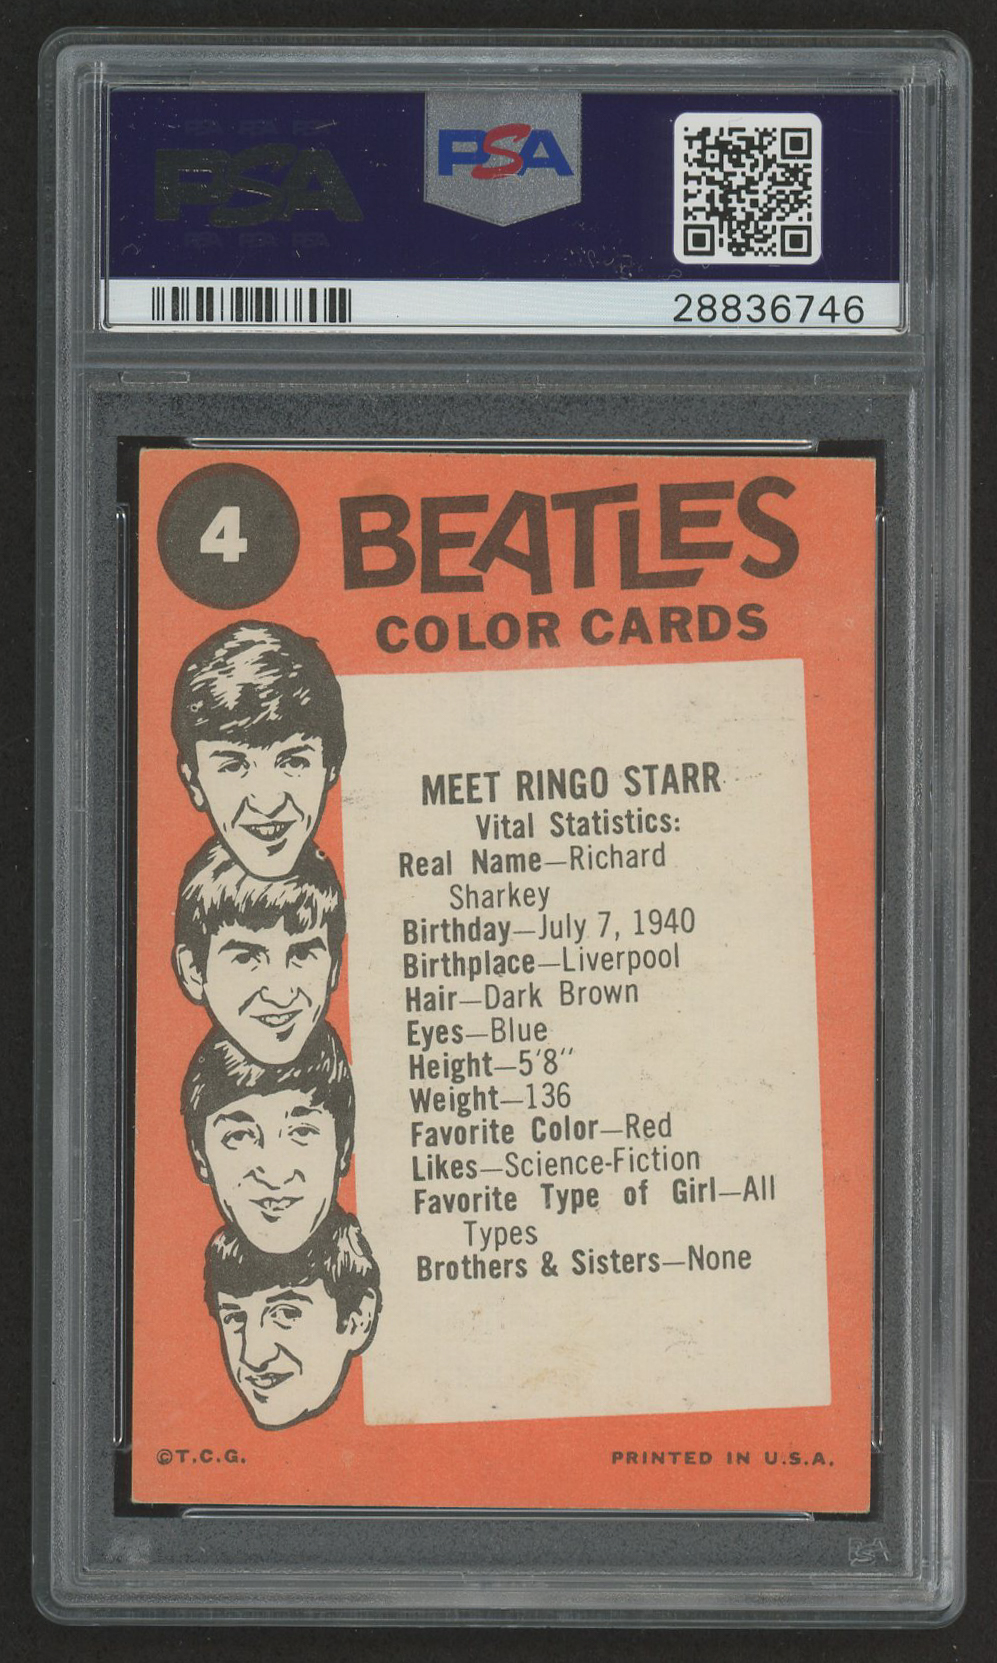 PSA
PSA
28836746
4
BEATLES
COLOR CARDS
MEET RINGO STARR
Vital Statistics:
Real Name—Richard
Sharkey
Birthday—July 7, 1940
Birthplace—Liverpool
Hair—Dark Brown
Eyes—Blue
Height—5'8"
Weight—136
Favorite Color—Red
Likes—Science-Fiction
Favorite Type of Girl—All
Types
Brothers & Sisters—None
©T.C.G.
PRINTED IN U.S.A.
PSA